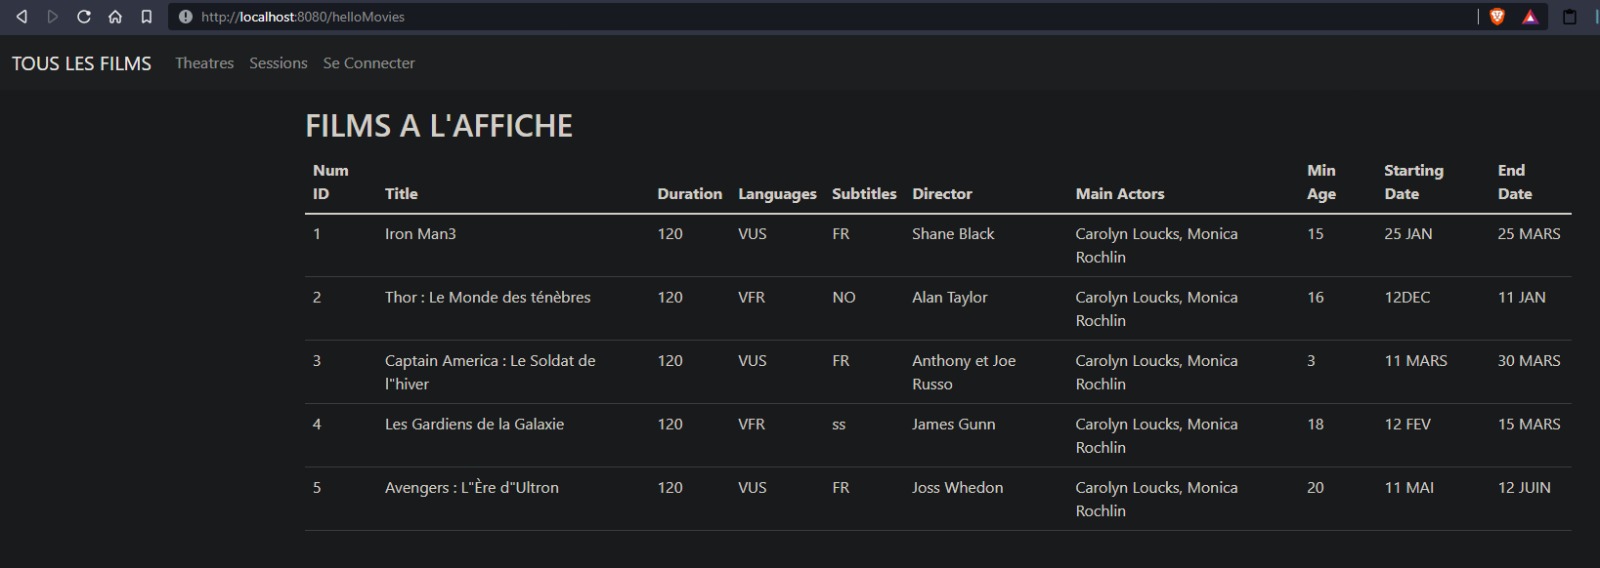 http://localhost:8080/helloMovies
TOUS LES FILMS Theatres Sessions Se Connecter
FILMS A L'AFFICHE
Num Min Starting End
ID Title Duration Languages Subtitles Director Main Actors Age Date Date
1 Iron Man3 120 VUS FR Shane Black Carolyn Loucks, Monica 15 25 JAN 25 MARS
Rochlin
2 Thor : Le Monde des ténèbres 120 VFR NO Alan Taylor Carolyn Loucks, Monica 16 12DEC 11 JAN
Rochlin
3 Captain America : Le Soldat de 120 VUS FR Anthony et Joe Carolyn Loucks, Monica 3 11 MARS 30 MARS
l"hiver Russo Rochlin
4 Les Gardiens de la Galaxie 120 VFR ss James Gunn Carolyn Loucks, Monica 18 12 FEV 15 MARS
Rochlin
5 Avengers : L"Ère d"Ultron 120 VUS FR Joss Whedon Carolyn Loucks, Monica 20 11 MAI 12 JUIN
Rochlin